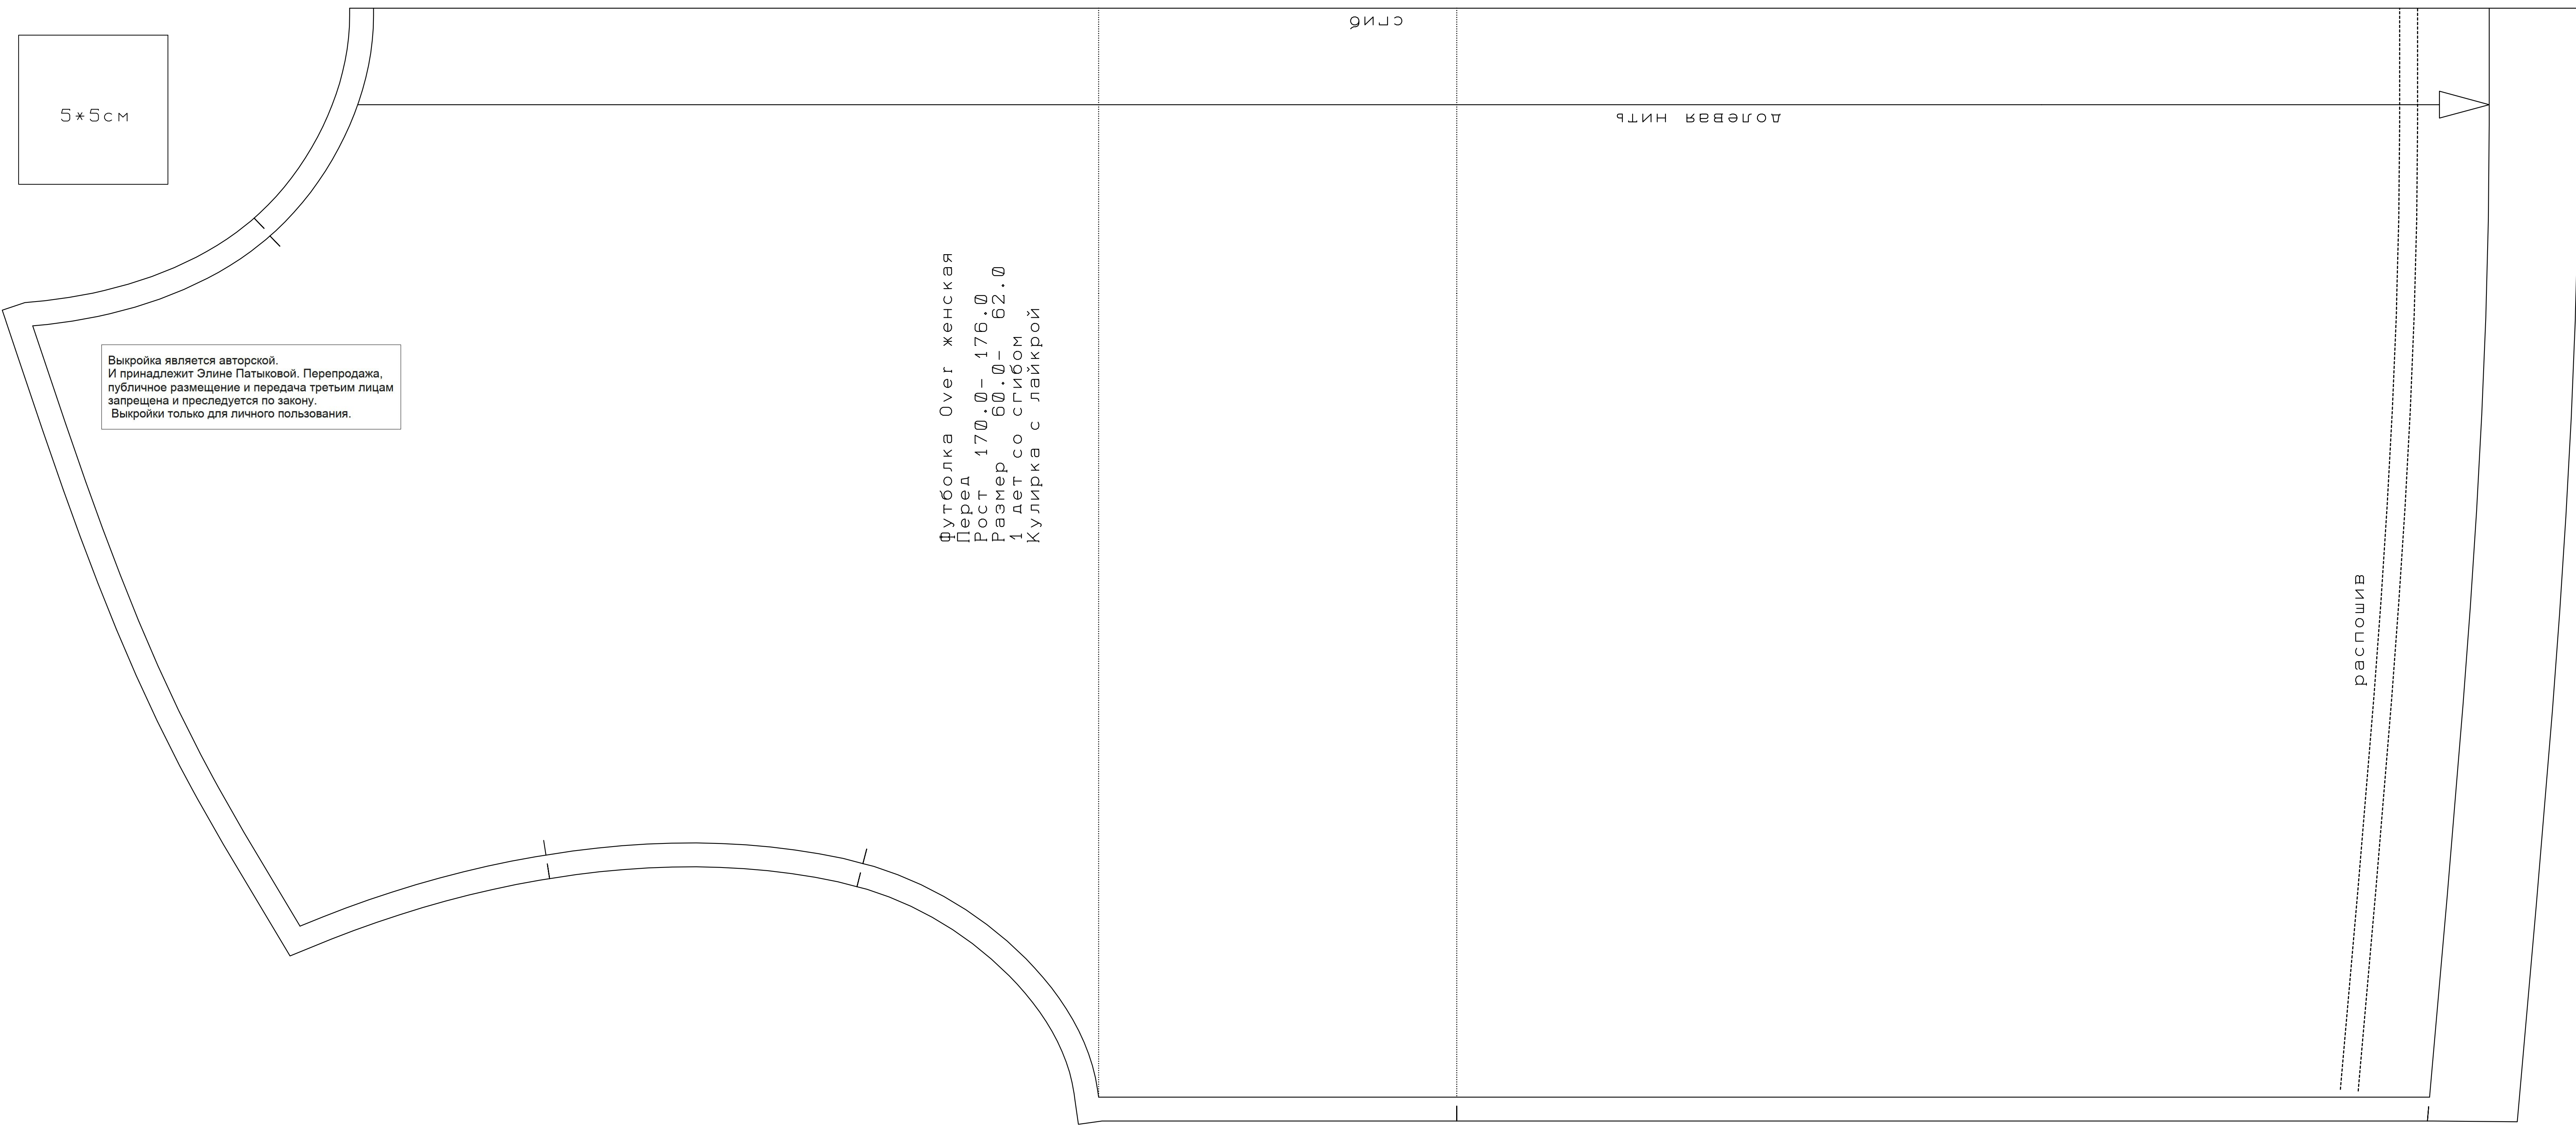 сгиб
5*5см
долевая нить
Футболка Over женская
Перед
Рост 170.0- 176.0
Размер 60.0- 62.0
1 дет со сгибом
Кулирка с лайкрой
Выкройка является авторской.
И принадлежит Элине Патыковой. Перепродажа,
публичное размещение и передача третьим лицам
запрещена и преследуется по закону.
Выкройки только для личного пользования.
распошив